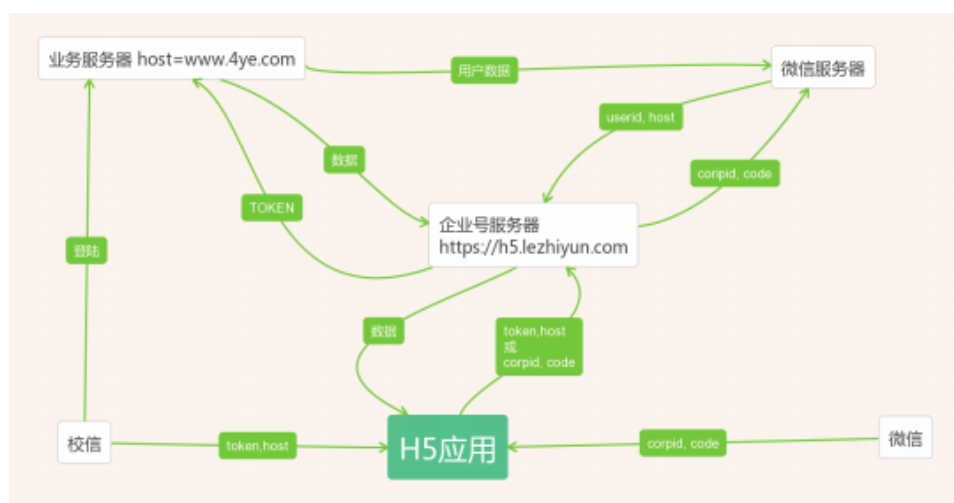 业务服务器 host=www.4ye.com
用户数据
微信服务器
userid, host
数据
corpid, code
TOKEN
企业号服务器
https://h5.lezhiyun.com
登陆
数据
token,host
或
corpid, code
校信
token,host
H5应用
corpid, code
微信